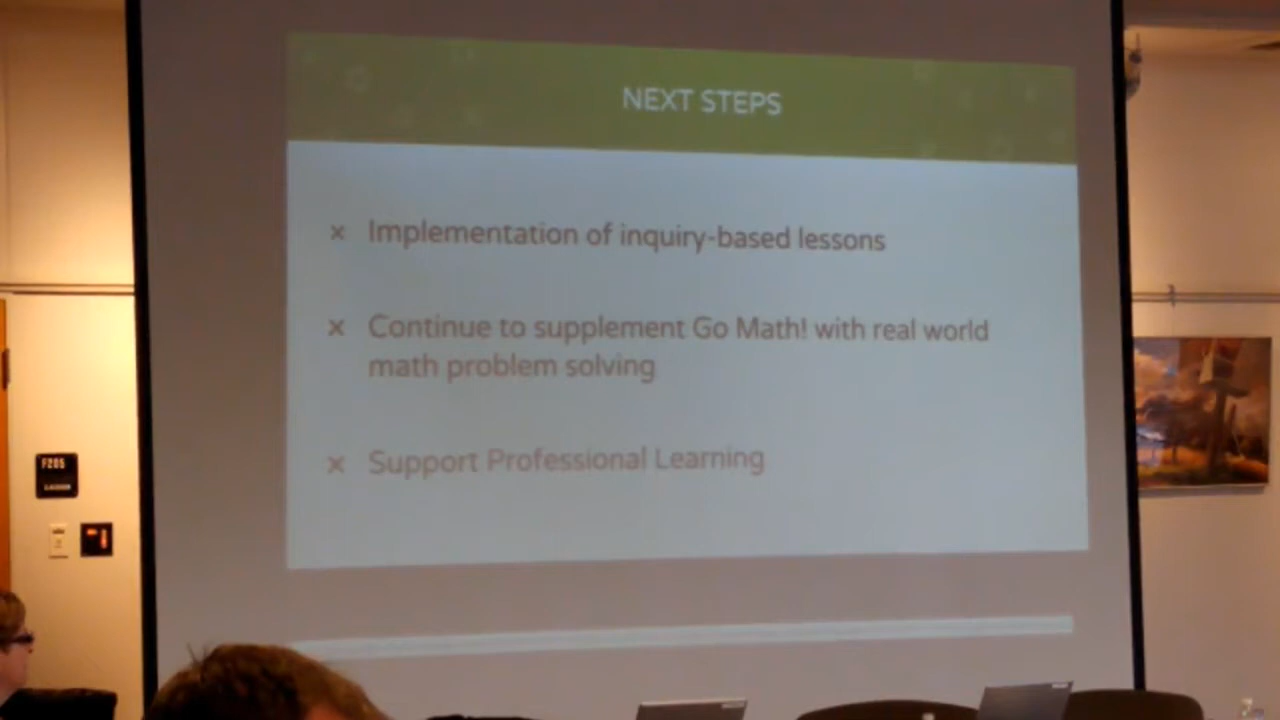 NEXT STEPS
x Implementation of inquiry-based lessons
x Continue to supplement Go Math! with real world
math problem solving
x Support Professional Learning
F205